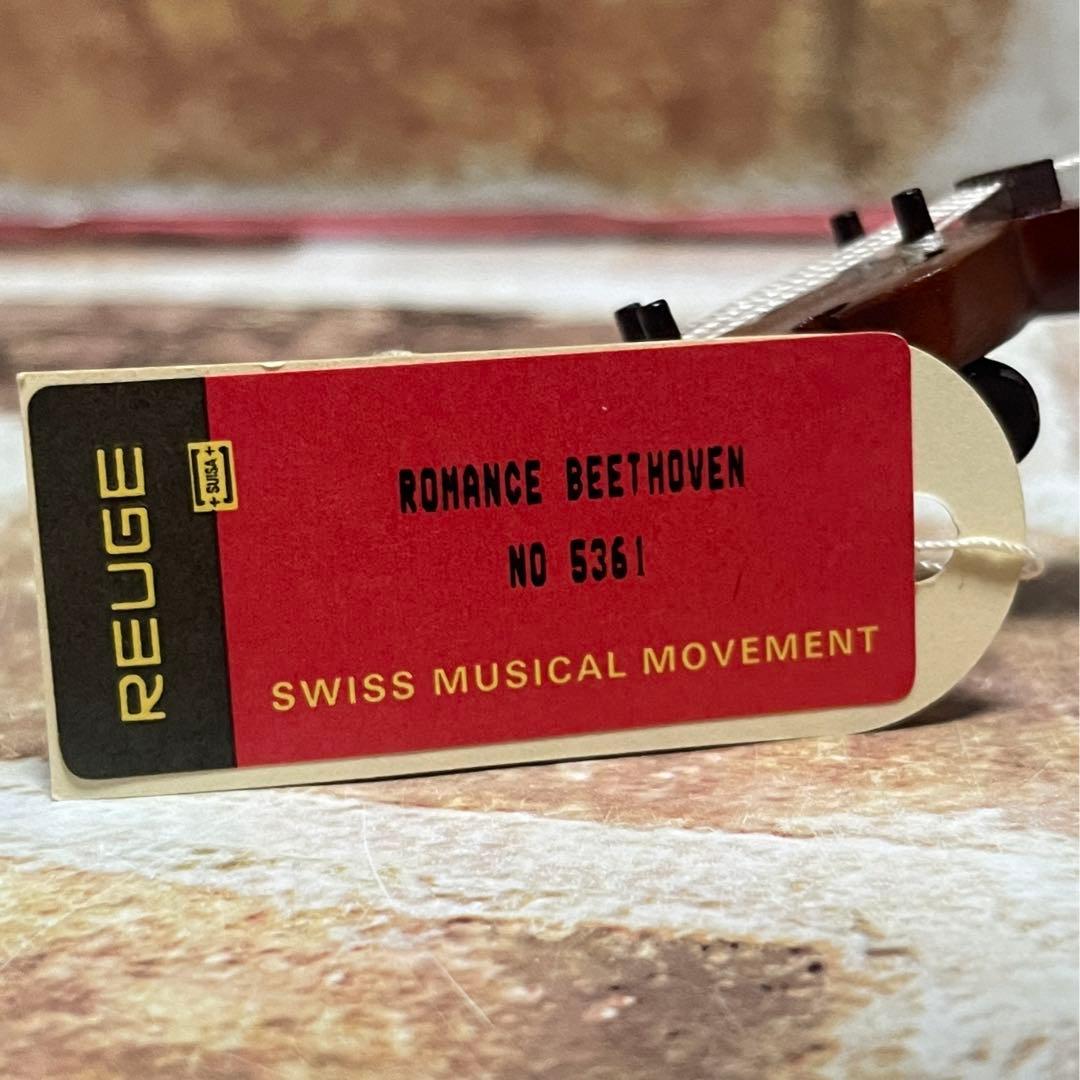 REUGE
+ SUISA +
ROMANCE BEETHOVEN
NO 5361
SWISS MUSICAL MOVEMENT